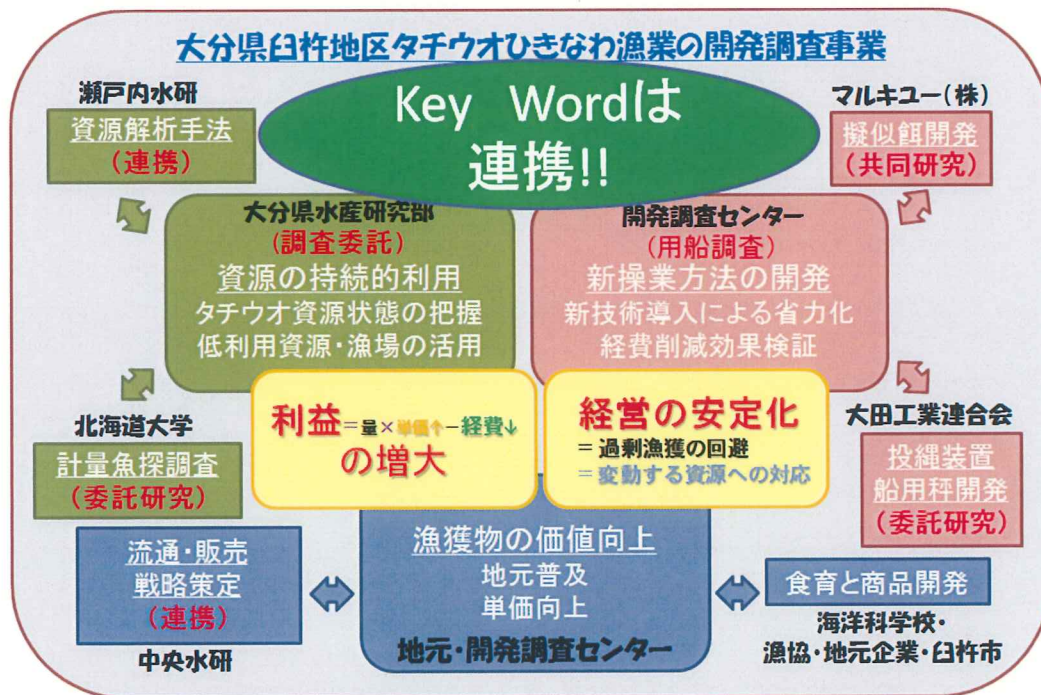 大分県臼杵地区タチウオひきなわ漁業の開発調査事業
Key Wordは
連携!!
瀬戸内水研
資源解析手法
(連携)
マルキユー(株)
擬似餌開発
(共同研究)
大分県水産研究部
(調査委託)
資源の持続的利用
タチウオ資源状態の把握
低利用資源・漁場の活用
開発調査センター
(用船調査)
新操業方法の開発
新技術導入による省力化
経費削減効果検証
利益=量×単価↑-経費↓
の増大
経営の安定化
=過剰漁獲の回避
=変動する資源への対応
北海道大学
計量魚探調査
(委託研究)
大田工業連合会
投縄装置
船用秤開発
(委託研究)
流通・販売
戦略策定
(連携)
中央水研
漁獲物の価値向上
地元普及
単価向上
地元・開発調査センター
食育と商品開発
海洋科学校・
漁協・地元企業・臼杵市